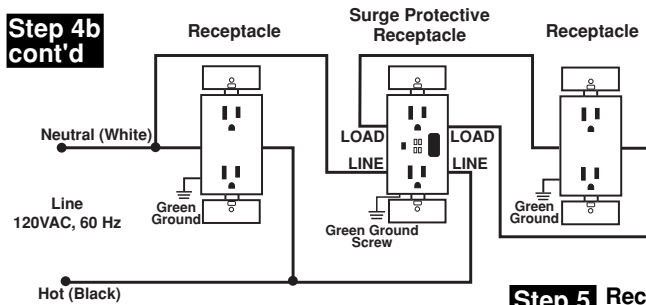 Step 4b
cont'd
Receptacle
Surge Protective
Receptacle
Receptacle
Neutral (White)
LOAD
LOAD
LINE
LINE
Line
120VAC, 60 Hz
Green
Ground
Green Ground
Screw
Green
Ground
Hot (Black)
Step 5 Rec